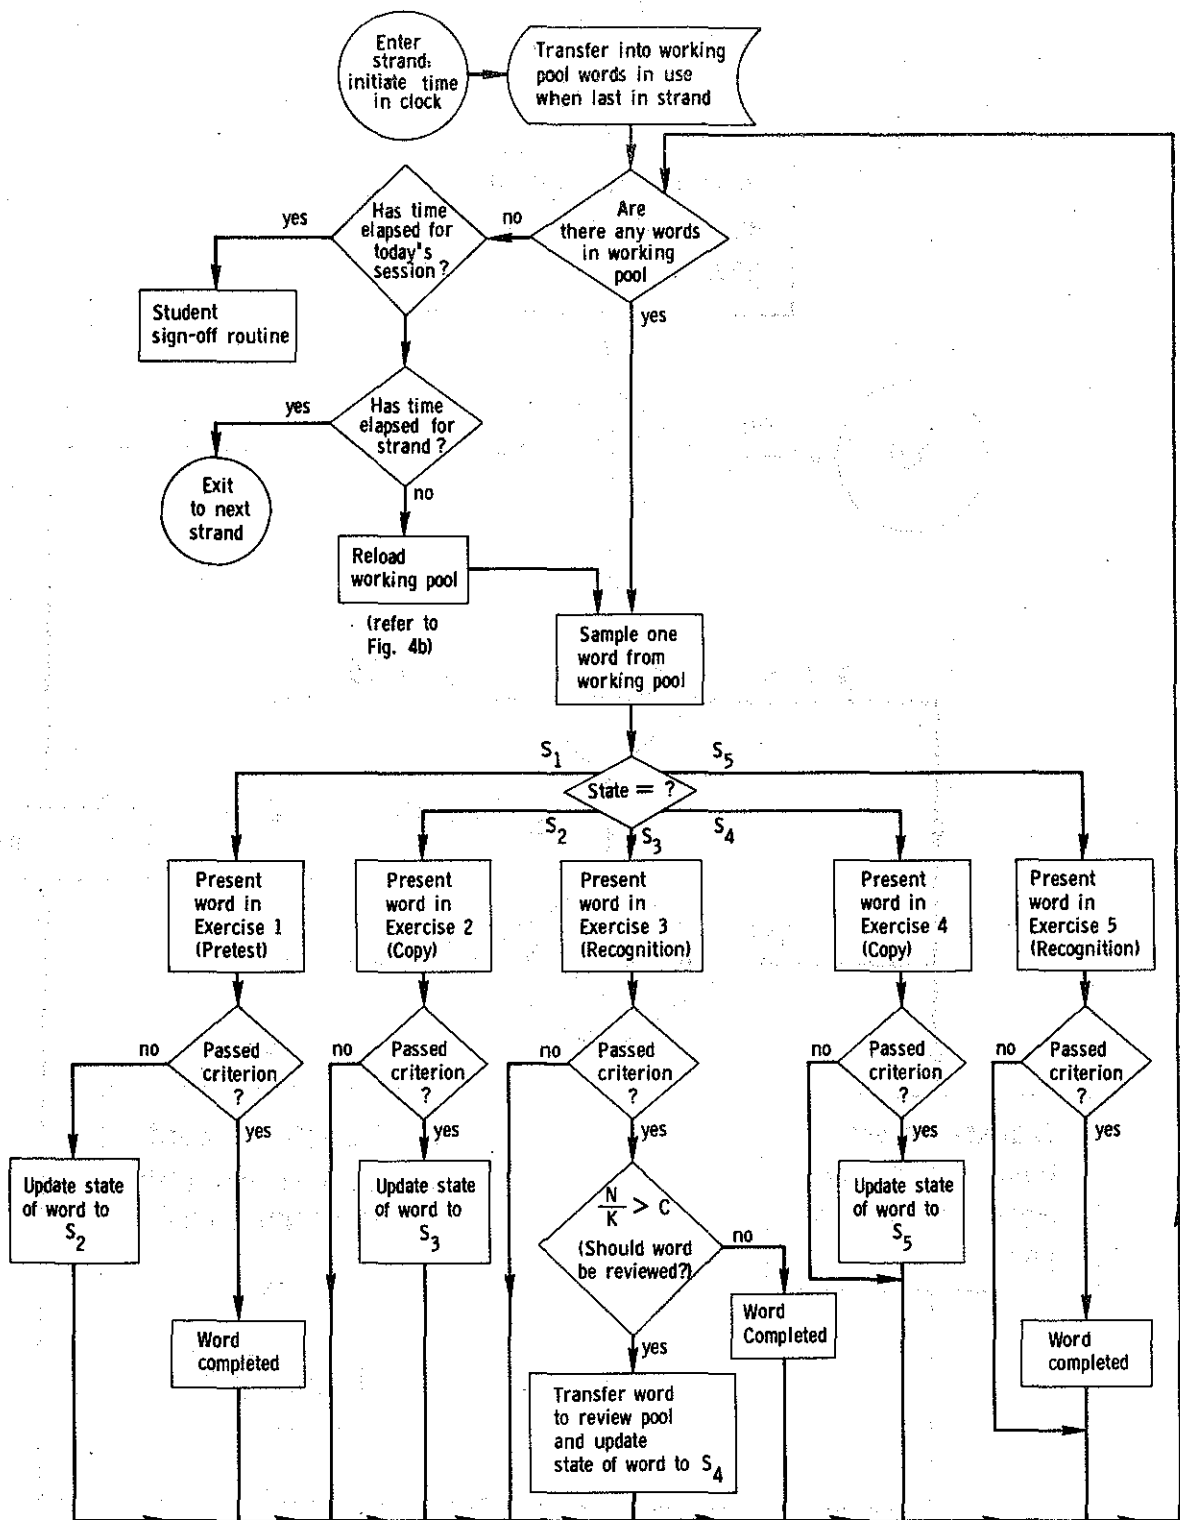 Enter
strand:
initiate time
in clock
Transfer into working
pool words in use
when last in strand
Are
there any words
in working
pool
no
yes
Has time
elapsed for
today's
session?
yes
Student
sign-off routine
Has time
elapsed for
strand?
yes
no
Exit
to next
strand
Reload
working pool
(refer to
Fig. 4b)
Sample one
word from
working pool
State = ?
S1
S2
S3
S4
S5
Present
word in
Exercise 1
(Pretest)
Present
word in
Exercise 2
(Copy)
Present
word in
Exercise 3
(Recognition)
Present
word in
Exercise 4
(Copy)
Present
word in
Exercise 5
(Recognition)
no
Passed
criterion
?
yes
no
Passed
criterion
?
yes
no
Passed
criterion
?
yes
no
Passed
criterion
?
yes
no
Passed
criterion
?
yes
Update state
of word to
S2
Update state
of word to
S3
N/K > C
(Should word
be reviewed?)
no
yes
Update state
of word to
S5
Word
completed
Word
Completed
Word
completed
Transfer word
to review pool
and update
state of word to S4